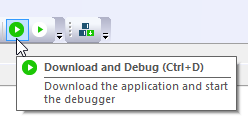 Download and Debug (Ctrl+D)
Download the application and start
the debugger